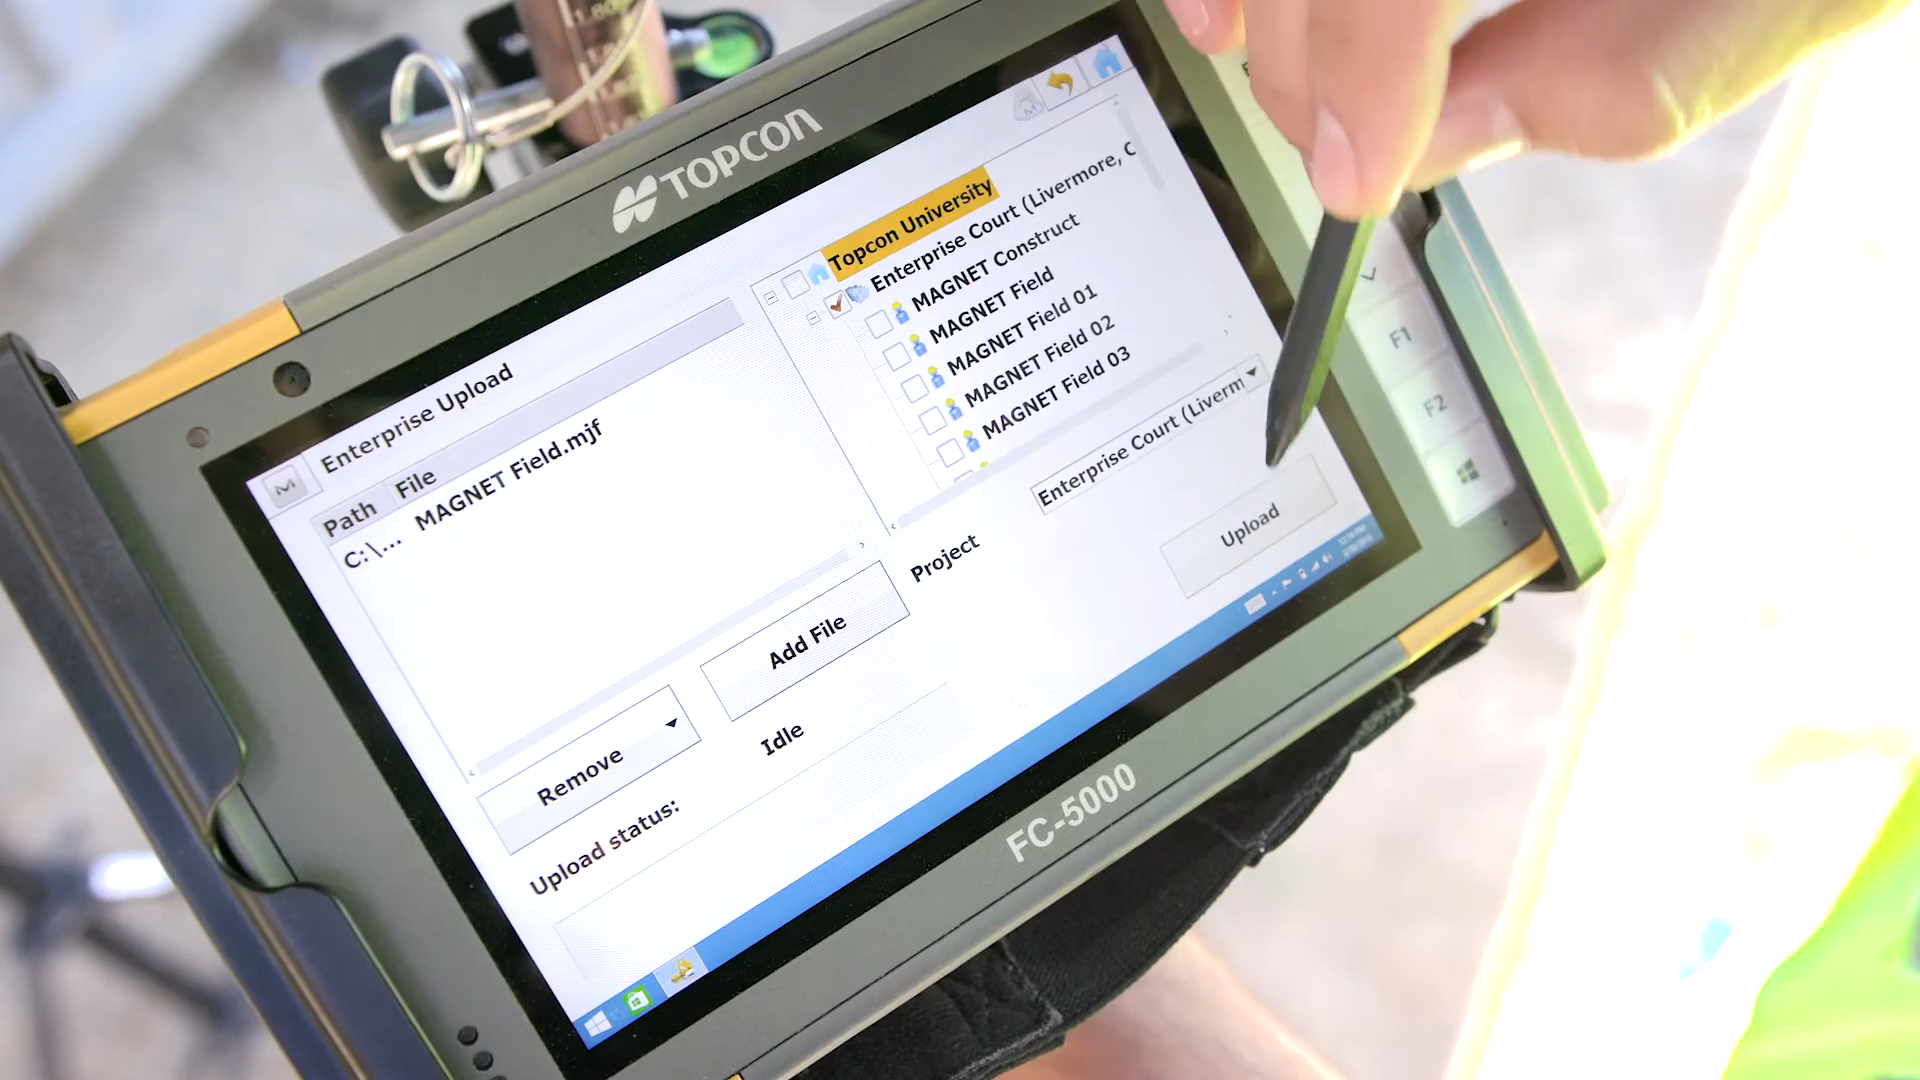 TOPCON
Enterprise Upload
Path File
C:\... MAGNET Field.mjf
Topcon University
Enterprise Court (Livermore, C
MAGNET Construct
MAGNET Field
MAGNET Field 01
MAGNET Field 02
MAGNET Field 03
Project
Enterprise Court (Liverm
Upload
Add File
Remove
Upload status:
Idle
FC-5000
F1
F2